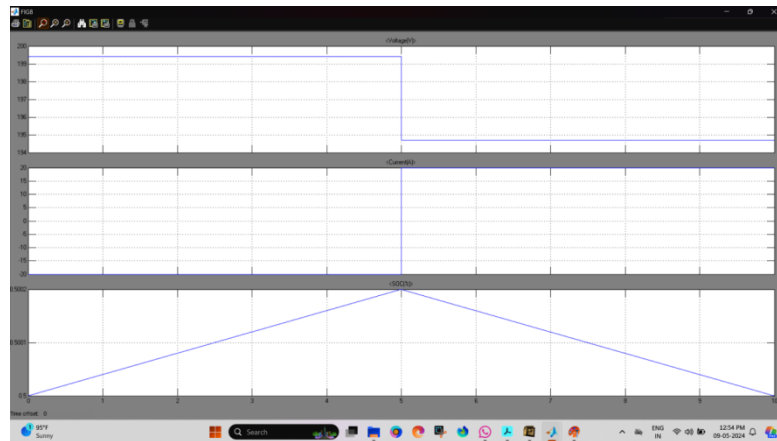 FIG8
<Voltage(V)>
200
199
198
197
196
195
194
<Current(A)>
20
15
10
5
0
-5
-10
-15
-20
<SOC(%)>
0.5002
0.5001
0.5
0 1 2 3 4 5 6 7 8 9 10
Time offset: 0
95°F
Sunny
Search
ENG
IN
12:54 PM
09-05-2024